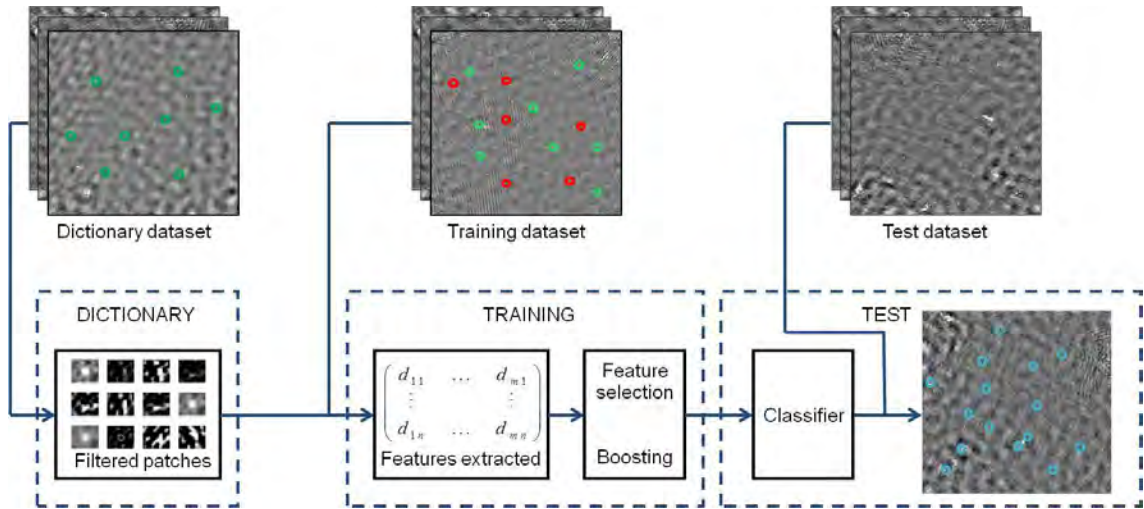 Dictionary dataset
Training dataset
Test dataset
DICTIONARY
TRAINING
TEST
Filtered patches
d11 ... dm1
⋮ ⋮
d1n ... dmn
Features extracted
Feature
selection
Boosting
Classifier